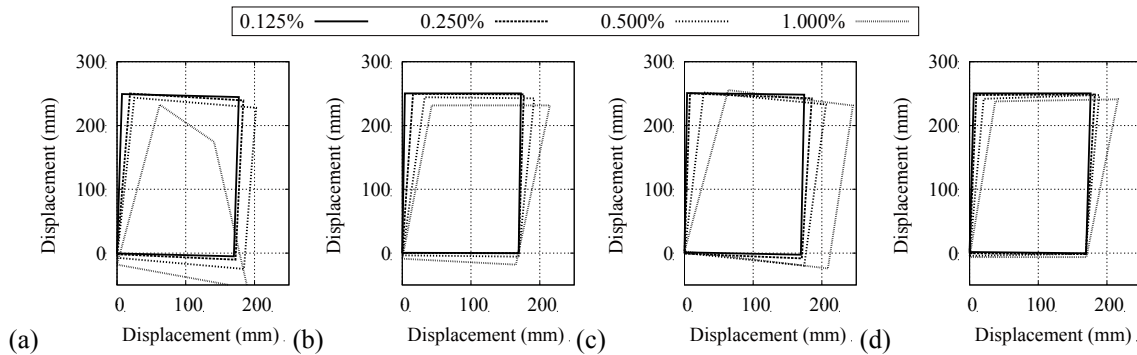 0.125% 0.250% 0.500% 1.000%
300 300 300 300
200 200 200 200
100 100 100 100
0 0 0 0
Displacement (mm) Displacement (mm) Displacement (mm) Displacement (mm)
0 100 200 0 100 200 0 100 200 0 100 200
(a) Displacement (mm) (b) Displacement (mm) (c) Displacement (mm) (d) Displacement (mm)